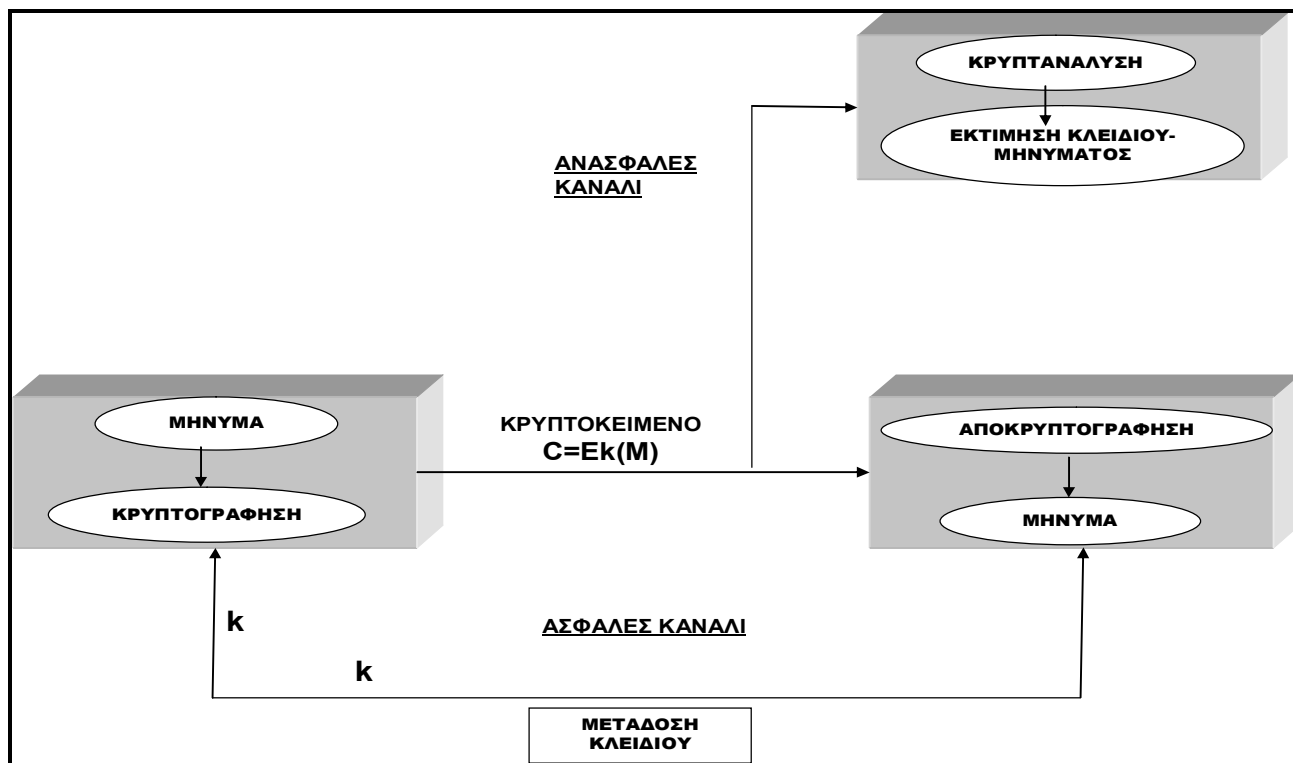 ΚΡΥΠΤΑΝΑΛΥΣΗ
ΕΚΤΙΜΗΣΗ ΚΛΕΙΔΙΟΥ-
ΜΗΝΥΜΑΤΟΣ
ΑΝΑΣΦΑΛΕΣ
ΚΑΝΑΛΙ
ΜΗΝΥΜΑ
ΚΡΥΠΤΟΓΡΑΦΗΣΗ
ΚΡΥΠΤΟΚΕΙΜΕΝΟ
C=Ek(M)
ΑΠΟΚΡΥΠΤΟΓΡΑΦΗΣΗ
ΜΗΝΥΜΑ
k
ΑΣΦΑΛΕΣ ΚΑΝΑΛΙ
k
ΜΕΤΑΔΟΣΗ
ΚΛΕΙΔΙΟΥ